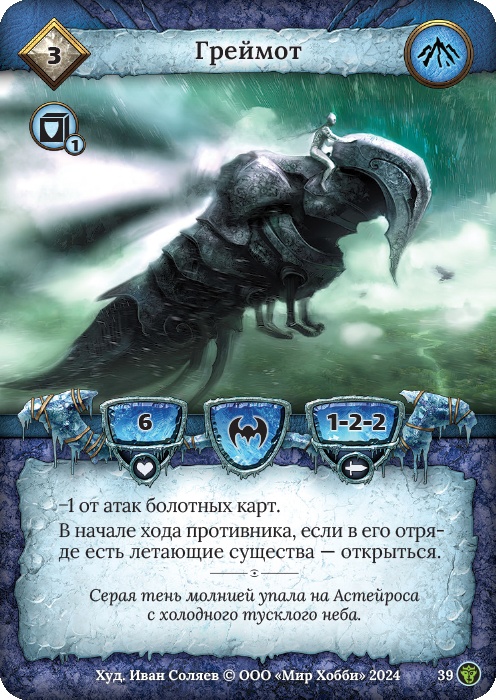 3
Греймот
1
6
1-2-2
–1 от атак болотных карт.
В начале хода противника, если в его отря-
де есть летающие существа — открыться.
Серая тень молнией упала на Астейроса
с холодного тусклого неба.
Худ. Иван Соляев © ООО «Мир Хобби» 2024
39